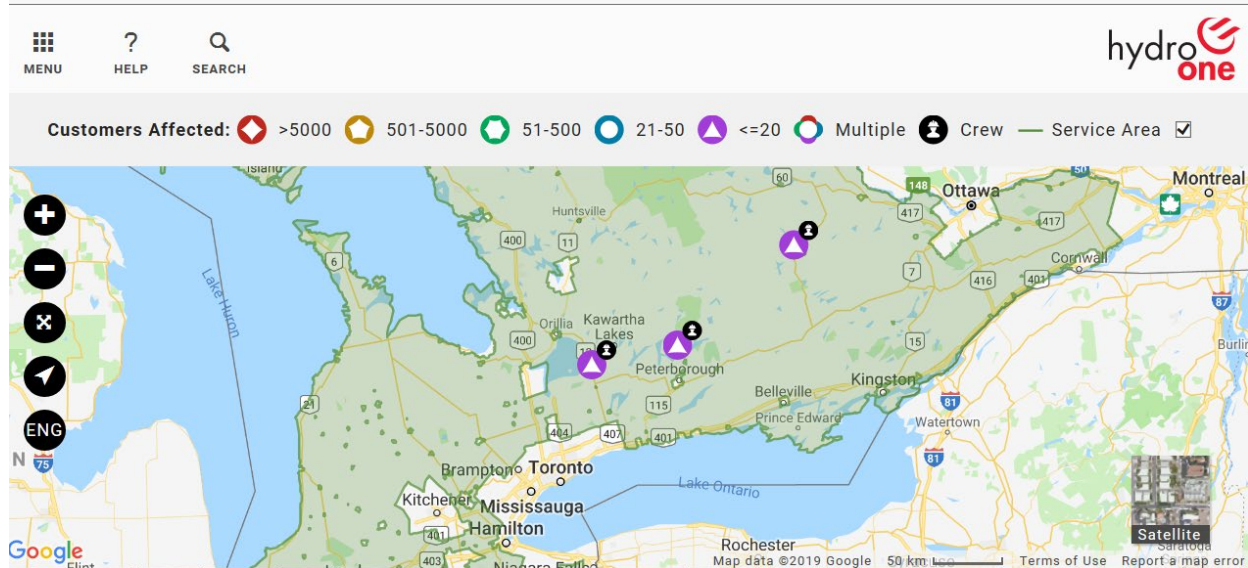 MENU
? HELP
SEARCH
hydro
one
Customers Affected: >5000 501-5000 51-500 21-50 <=20 Multiple Crew Service Area
Island
60
50
Montreal
148
Ottawa
417
417
Huntsville
400
11
6
7
Cornwall
416
401
Lake Huron
87
Orillia
Kawartha
Lakes
400
15
Peterborough
Kingston
Belleville
Prince Edward
21
115
81
Watertown
404
407
401
ENG
N
75
81
Brampton
Toronto
Lake Ontario
Kitchener
Mississauga
Hamilton
401
Satellite
Google
403
Rochester
Map data ©2019 Google 50 km Terms of Use Report a map error